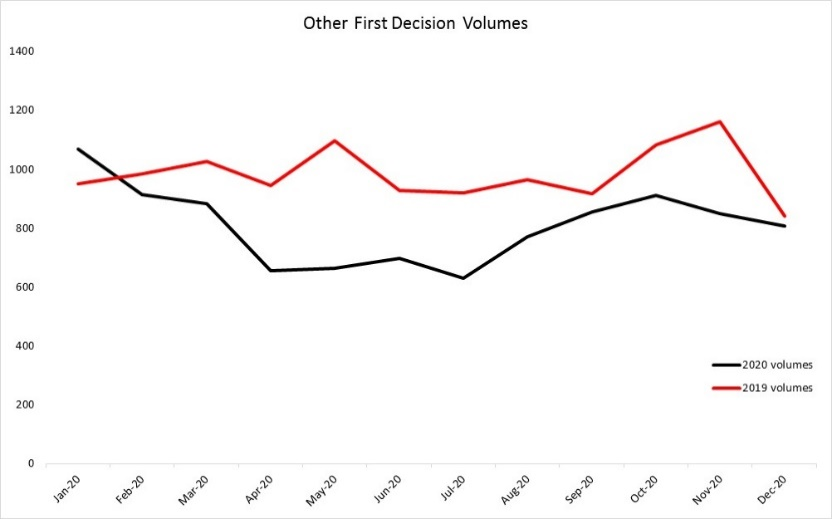 Other First Decision Volumes
1400
1200
1000
800
600
400
200
0
2020 volumes
2019 volumes
Jan-20
Feb-20
Mar-20
Apr-20
May-20
Jun-20
Jul-20
Aug-20
Sep-20
Oct-20
Nov-20
Dec-20